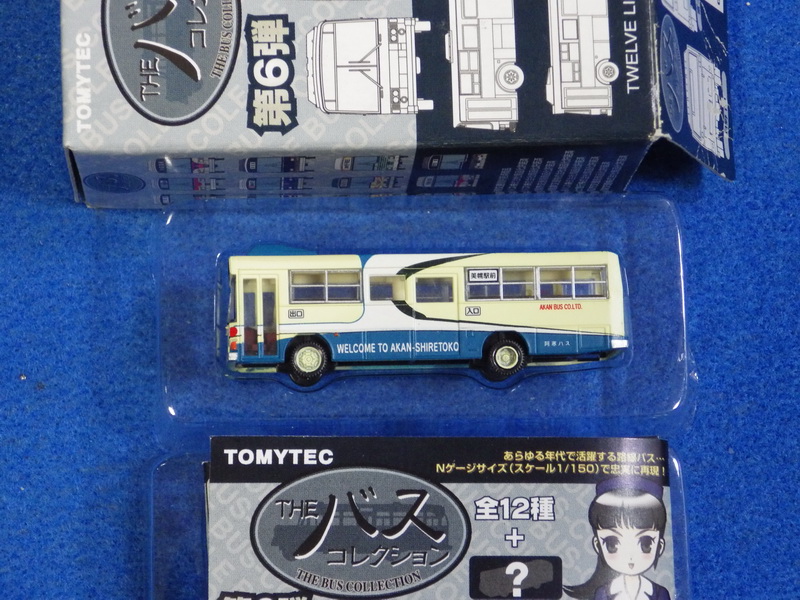 TOMYTEC
THE バス
コレクション
THE BUS COLLECTION
第6弾
TWELVE LI
美幌駅前
出口
入口
AKAN BUS CO.LTD.
WELCOME TO AKAN-SHIRETOKO
阿寒バス
TOMYTEC
あらゆる年代で活躍する路線バス…
Nゲージサイズ(スケール1/150)で忠実に再現!
THE バス
コレクション
THE BUS COLLECTION
全12種
+
?